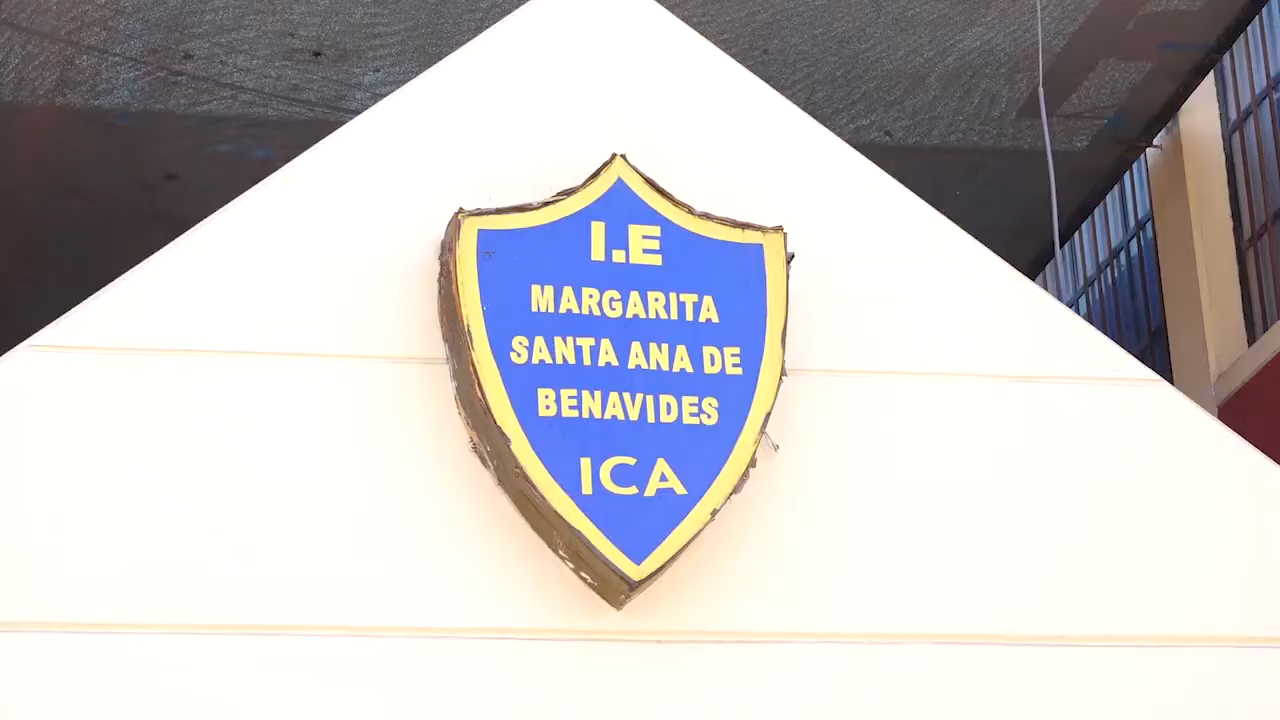 I.E
MARGARITA
SANTA ANA DE
BENAVIDES
ICA